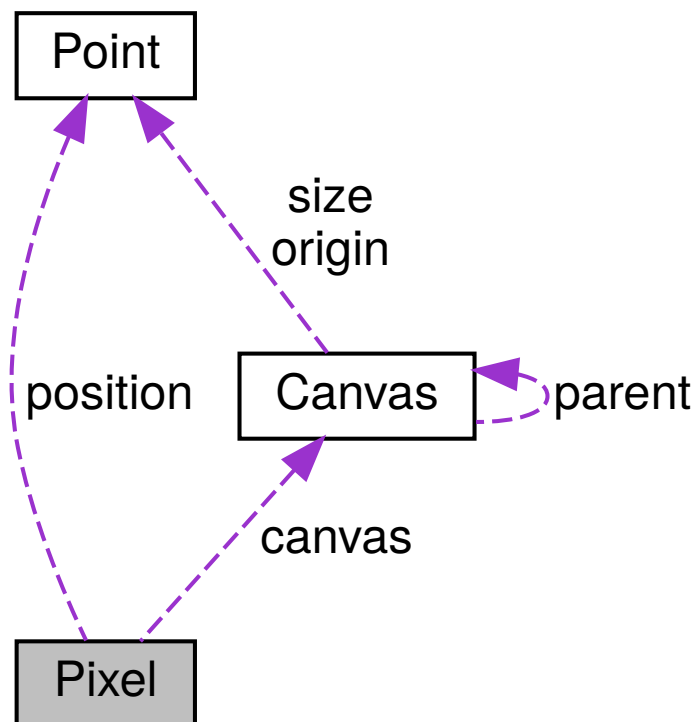 Point
size
origin
Canvas
parent
position
canvas
Pixel